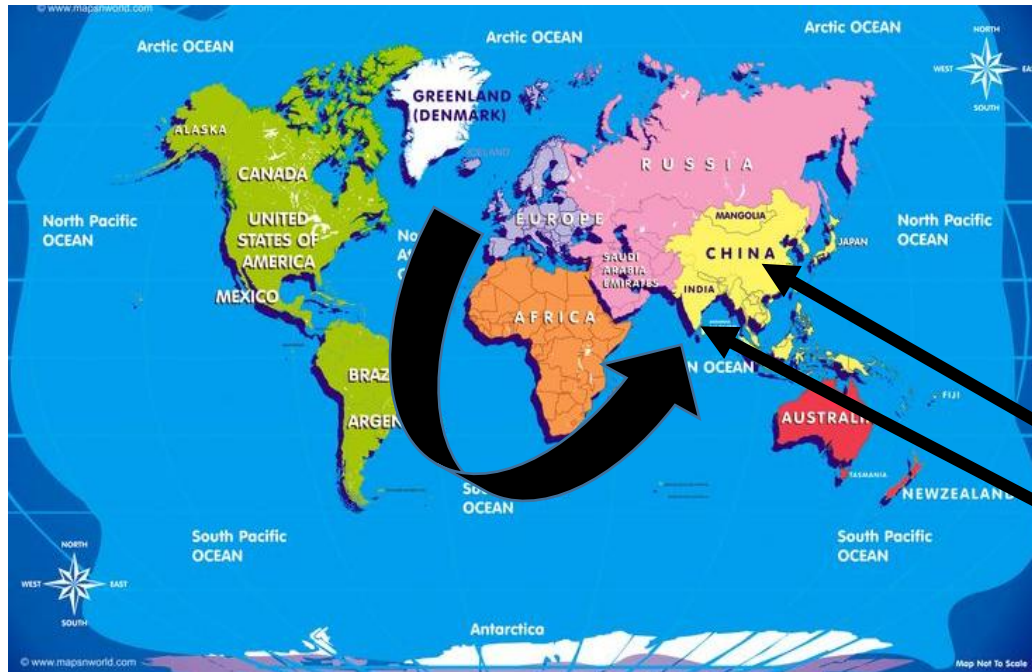 © www.mapsnworld.com
Arctic OCEAN
Arctic OCEAN
Arctic OCEAN
NORTH
WEST
EAS
SOUTH
GREENLAND
(DENMARK)
ALASKA
ICELAND
RUSSIA
CANADA
EUROPE
MANGOLIA
North Pacific
OCEAN
UNITED
STATES OF
AMERICA
No
A
SAUDI
ARABIA
EMIRATES
CHINA
JAPAN
North Pacific
OCEAN
MEXICO
INDIA
AFRICA
BRAZ
N OCEAN
FIJI
ARGEN
AUSTRALI
TASMANIA
NEWZEALAND
OCEAN
South Pacific
OCEAN
South Pacific
OCEAN
NORTH
WEST
EAST
SOUTH
Antarctica
© www.mapsnworld.com
Map Not To Scale